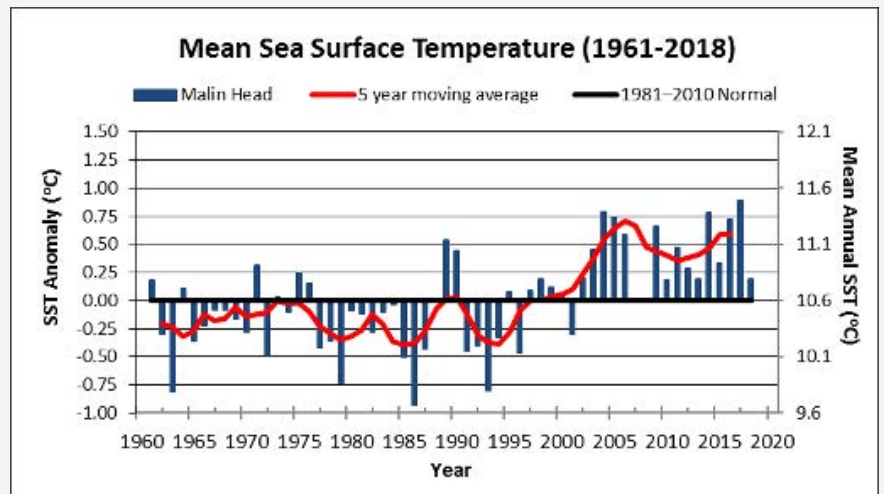 Mean Sea Surface Temperature (1961-2018)
Malin Head 5 year moving average 1981–2010 Normal
1.50 12.1
1.25
1.00 11.6
0.75
0.50 11.1
0.25
0.00 10.6
-0.25
-0.50 10.1
-0.75
-1.00 9.6
SST Anomaly (°C)
Mean Annual SST (°C)
1960 1965 1970 1975 1980 1985 1990 1995 2000 2005 2010 2015 2020
Year